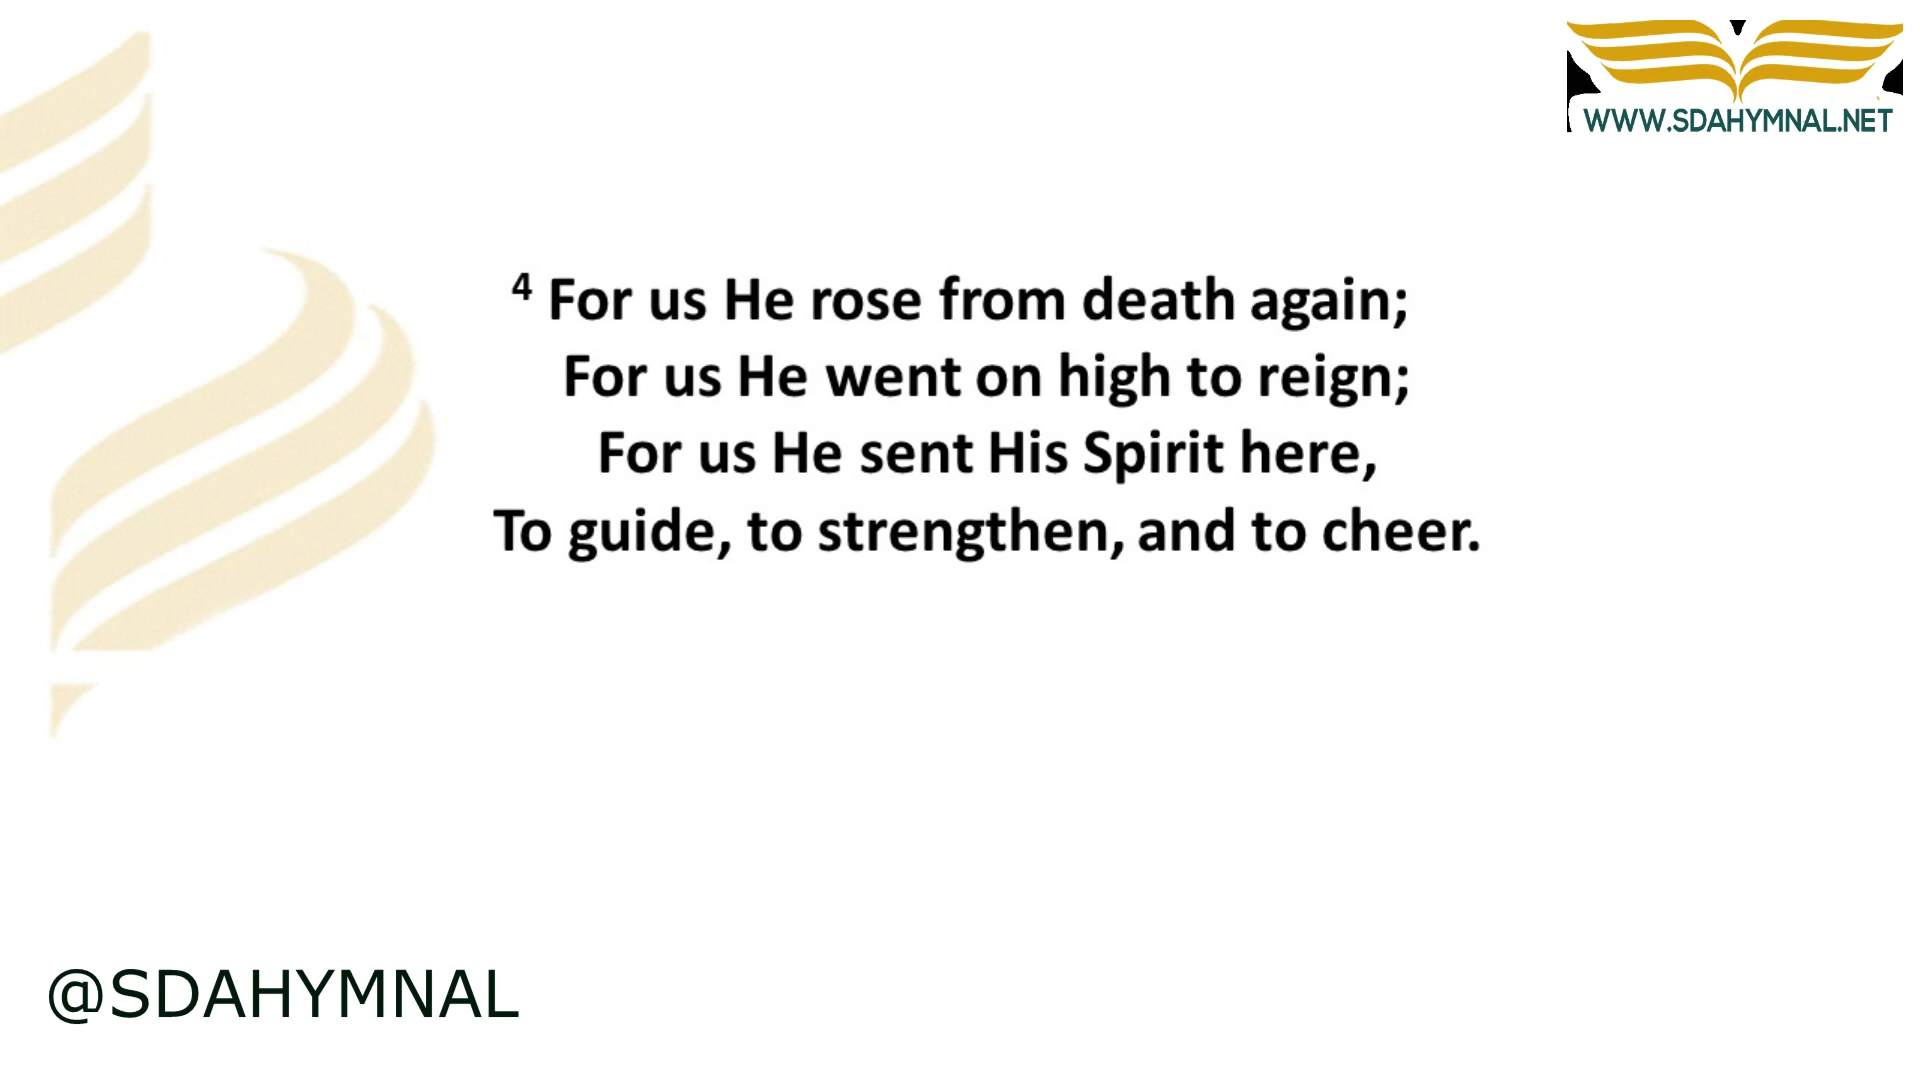 WWW.SDAHYMNAL.NET
4 For us He rose from death again;
For us He went on high to reign;
For us He sent His Spirit here,
To guide, to strengthen, and to cheer.
@SDAHYMNAL